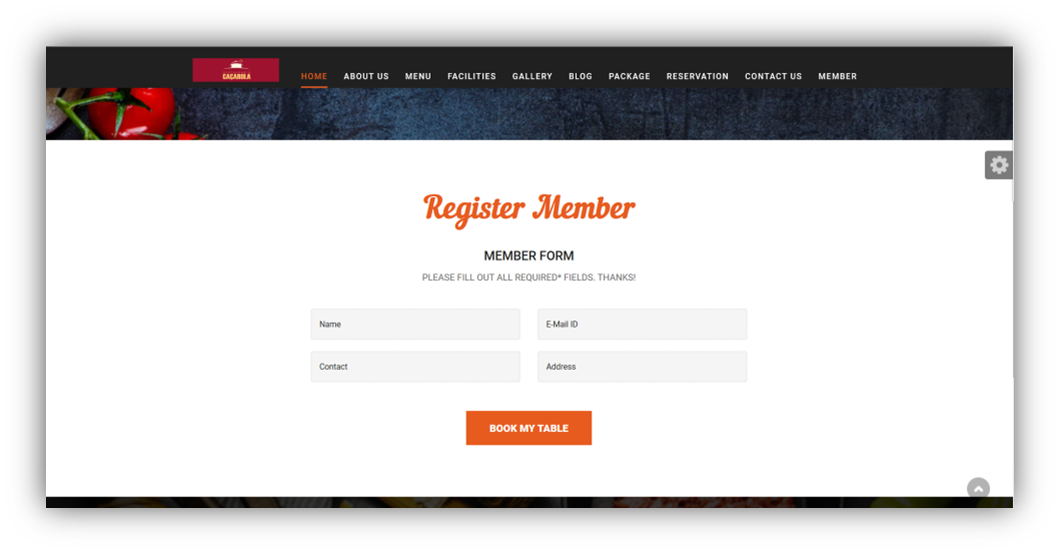 CAÇAROLA
HOME ABOUT US MENU FACILITIES GALLERY BLOG PACKAGE RESERVATION CONTACT US MEMBER
Register Member
MEMBER FORM
PLEASE FILL OUT ALL REQUIRED* FIELDS. THANKS!
Name E-Mail ID
Contact Address
BOOK MY TABLE